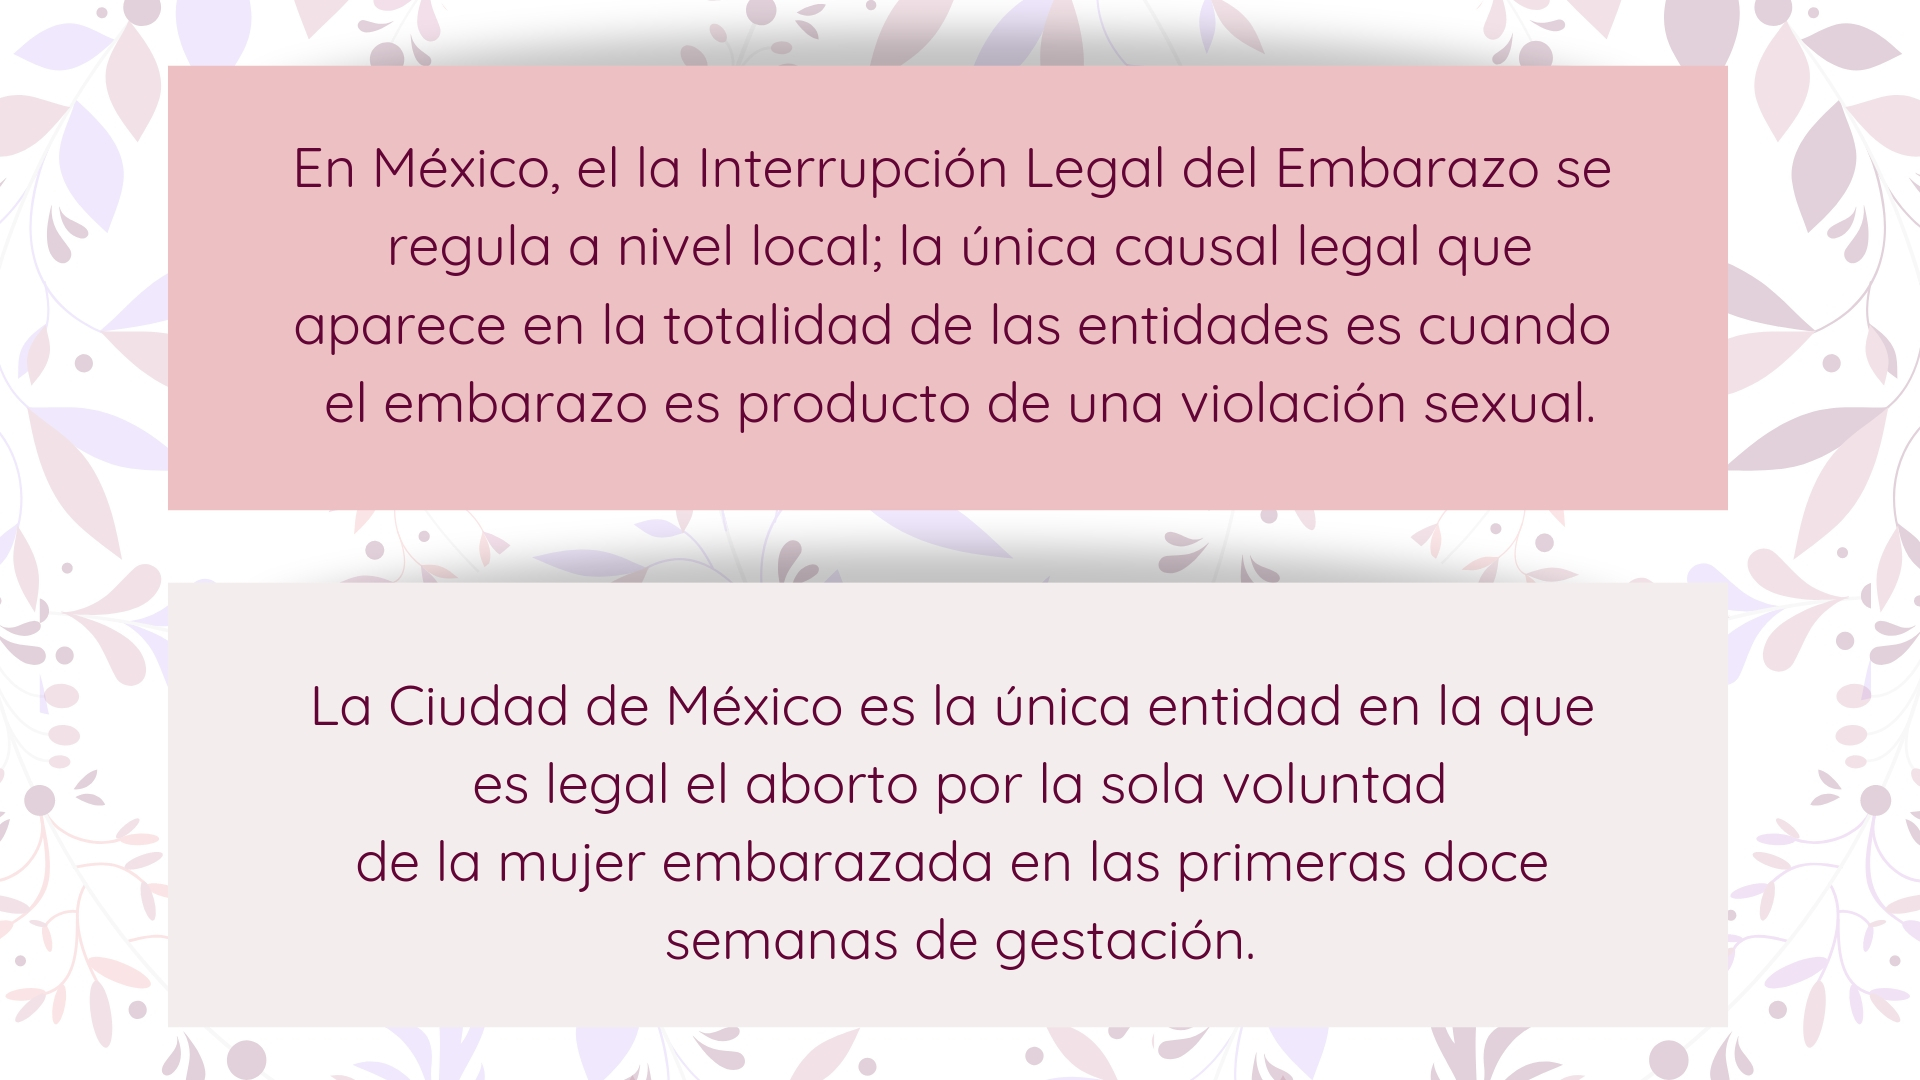 En México, el la Interrupción Legal del Embarazo se
regula a nivel local; la única causal legal que
aparece en la totalidad de las entidades es cuando
el embarazo es producto de una violación sexual.
La Ciudad de México es la única entidad en la que
es legal el aborto por la sola voluntad
de la mujer embarazada en las primeras doce
semanas de gestación.